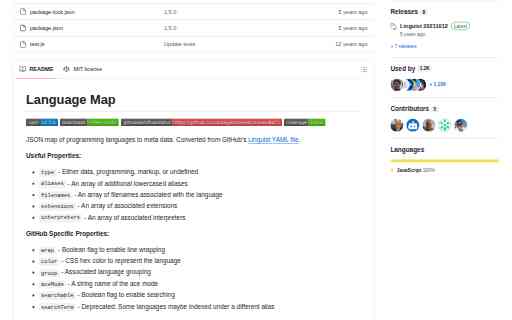 package-lock.json 1.5.0 5 years ago
package.json 1.5.0 5 years ago
test.js Update tests 12 years ago
README MIT license
Language Map
JSON map of programming languages to meta data. Converted from GitHub's Linguist YAML file.
Useful Properties:
type - Either data, programming, markup, or undefined
aliases - An array of additional lowercased aliases
filenames - An array of filenames associated with the language
extensions - An array of associated extensions
interpreters - An array of associated interpreters
GitHub Specific Properties:
wrap - Boolean flag to enable line wrapping
color - CSS hex color to represent the language
group - Associated language grouping
aceMode - A string name of the ace mode
searchable - Boolean flag to enable searching
searchTerm - Deprecated: Some languages maybe indexed under a different alias
Releases 8
Linguist 20211012 Latest
5 years ago
+ 7 releases
Used by 1.2K
Contributors 5
Languages
JavaScript 100%